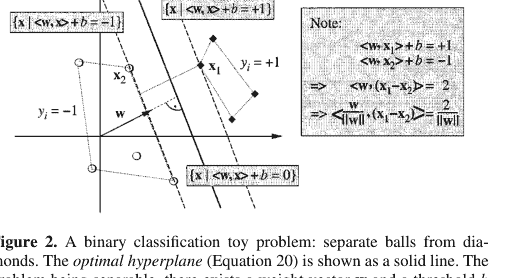 {x | <w, x> + b = −1}
{x | <w, x> + b = +1}
Note:
<w, x₁> + b = +1
<w, x₂> + b = −1
=> <w, (x₁−x₂)> = 2
=> <w/||w||, (x₁−x₂)> = 2/||w||
x₂
x₁
yᵢ = +1
yᵢ = −1
w
{x | <w, x> + b = 0}
Figure 2. A binary classification toy problem: separate balls from dia-
monds. The optimal hyperplane (Equation 20) is shown as a solid line. The